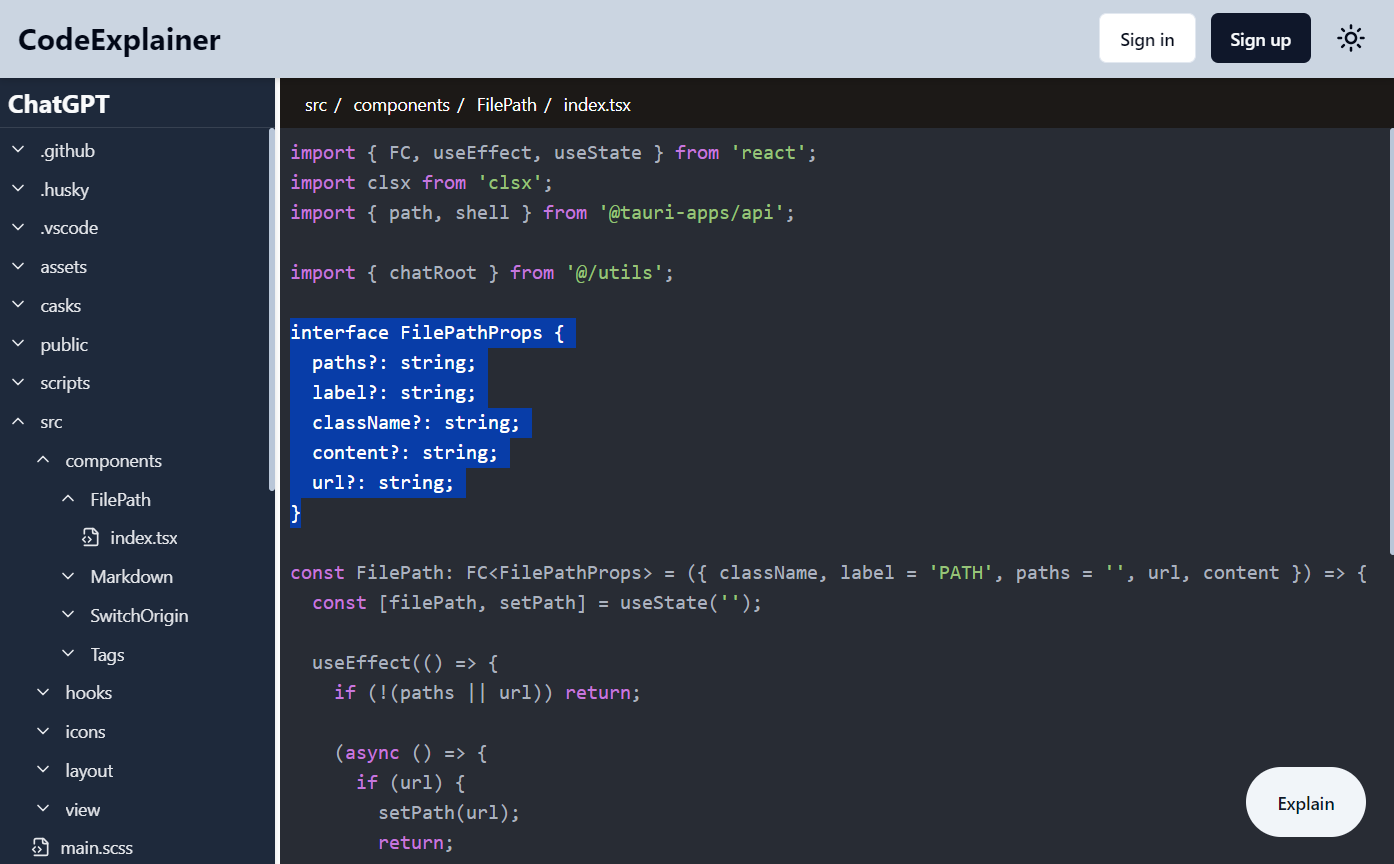 CodeExplainer
Sign in
Sign up
ChatGPT
.github
.husky
.vscode
assets
casks
public
scripts
src
components
FilePath
index.tsx
Markdown
SwitchOrigin
Tags
hooks
icons
layout
view
main.scss
src / components / FilePath / index.tsx
import { FC, useEffect, useState } from 'react';
import clsx from 'clsx';
import { path, shell } from '@tauri-apps/api';
import { chatRoot } from '@/utils';
interface FilePathProps {
  paths?: string;
  label?: string;
  className?: string;
  content?: string;
  url?: string;
}
const FilePath: FC<FilePathProps> = ({ className, label = 'PATH', paths = '', url, content }) => {
  const [filePath, setPath] = useState('');
  useEffect(() => {
    if (!(paths || url)) return;
    (async () => {
      if (url) {
        setPath(url);
        return;
Explain